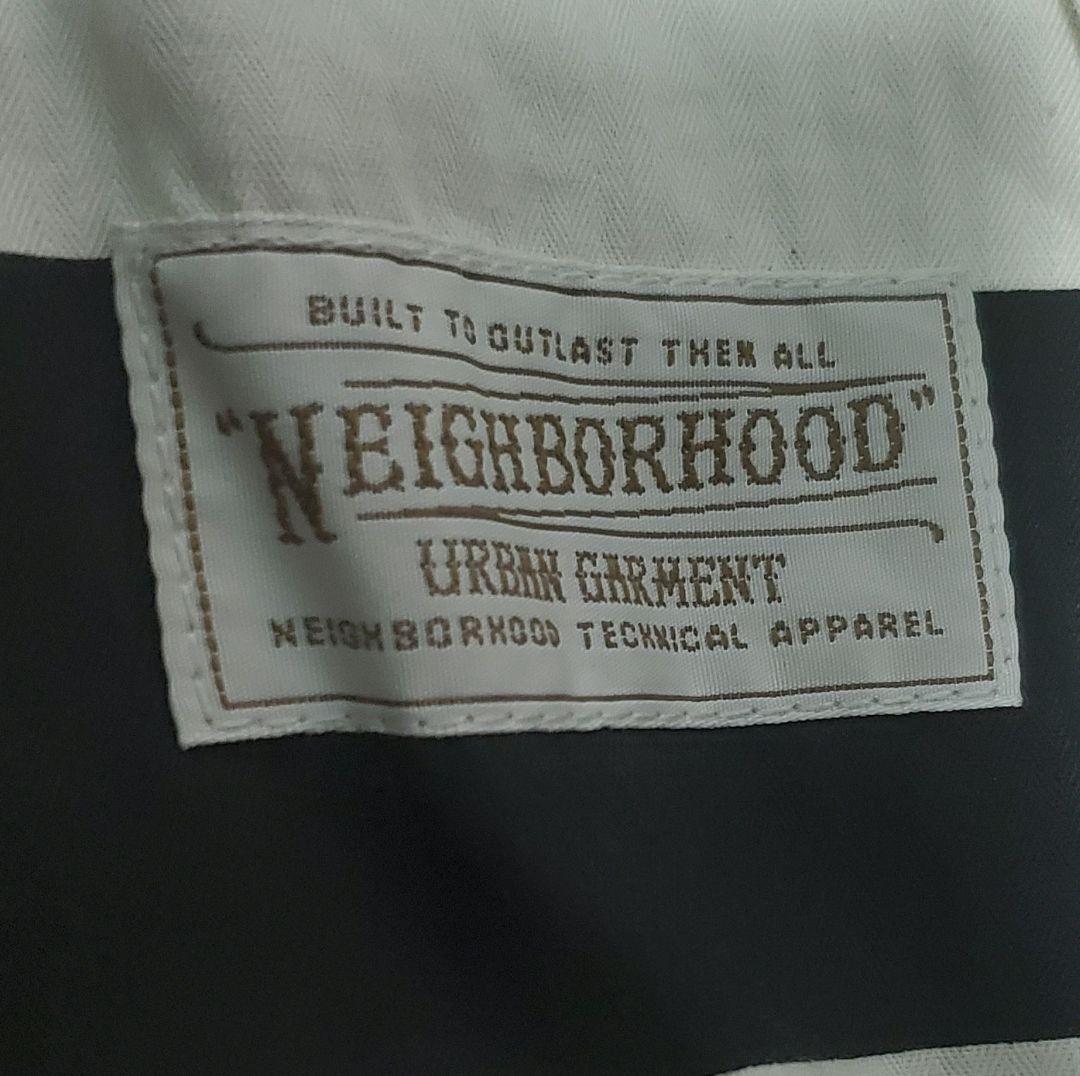 BUILT TO OUTLAST THEM ALL
"NEIGHBORHOOD"
URBAN GARMENT
NEIGHBORHOOD TECHNICAL APPAREL